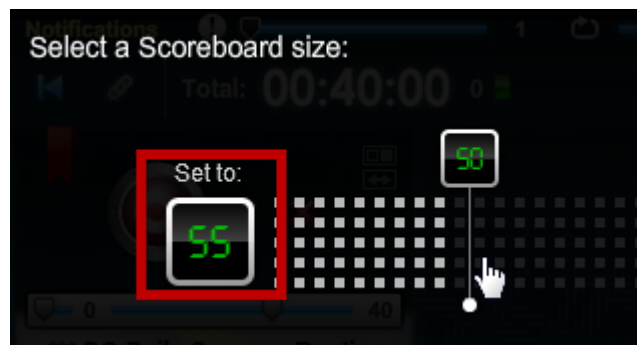 Notifications
1
Select a Scoreboard size:
Total: 00:40:00 0
50
Set to:
55
0 40